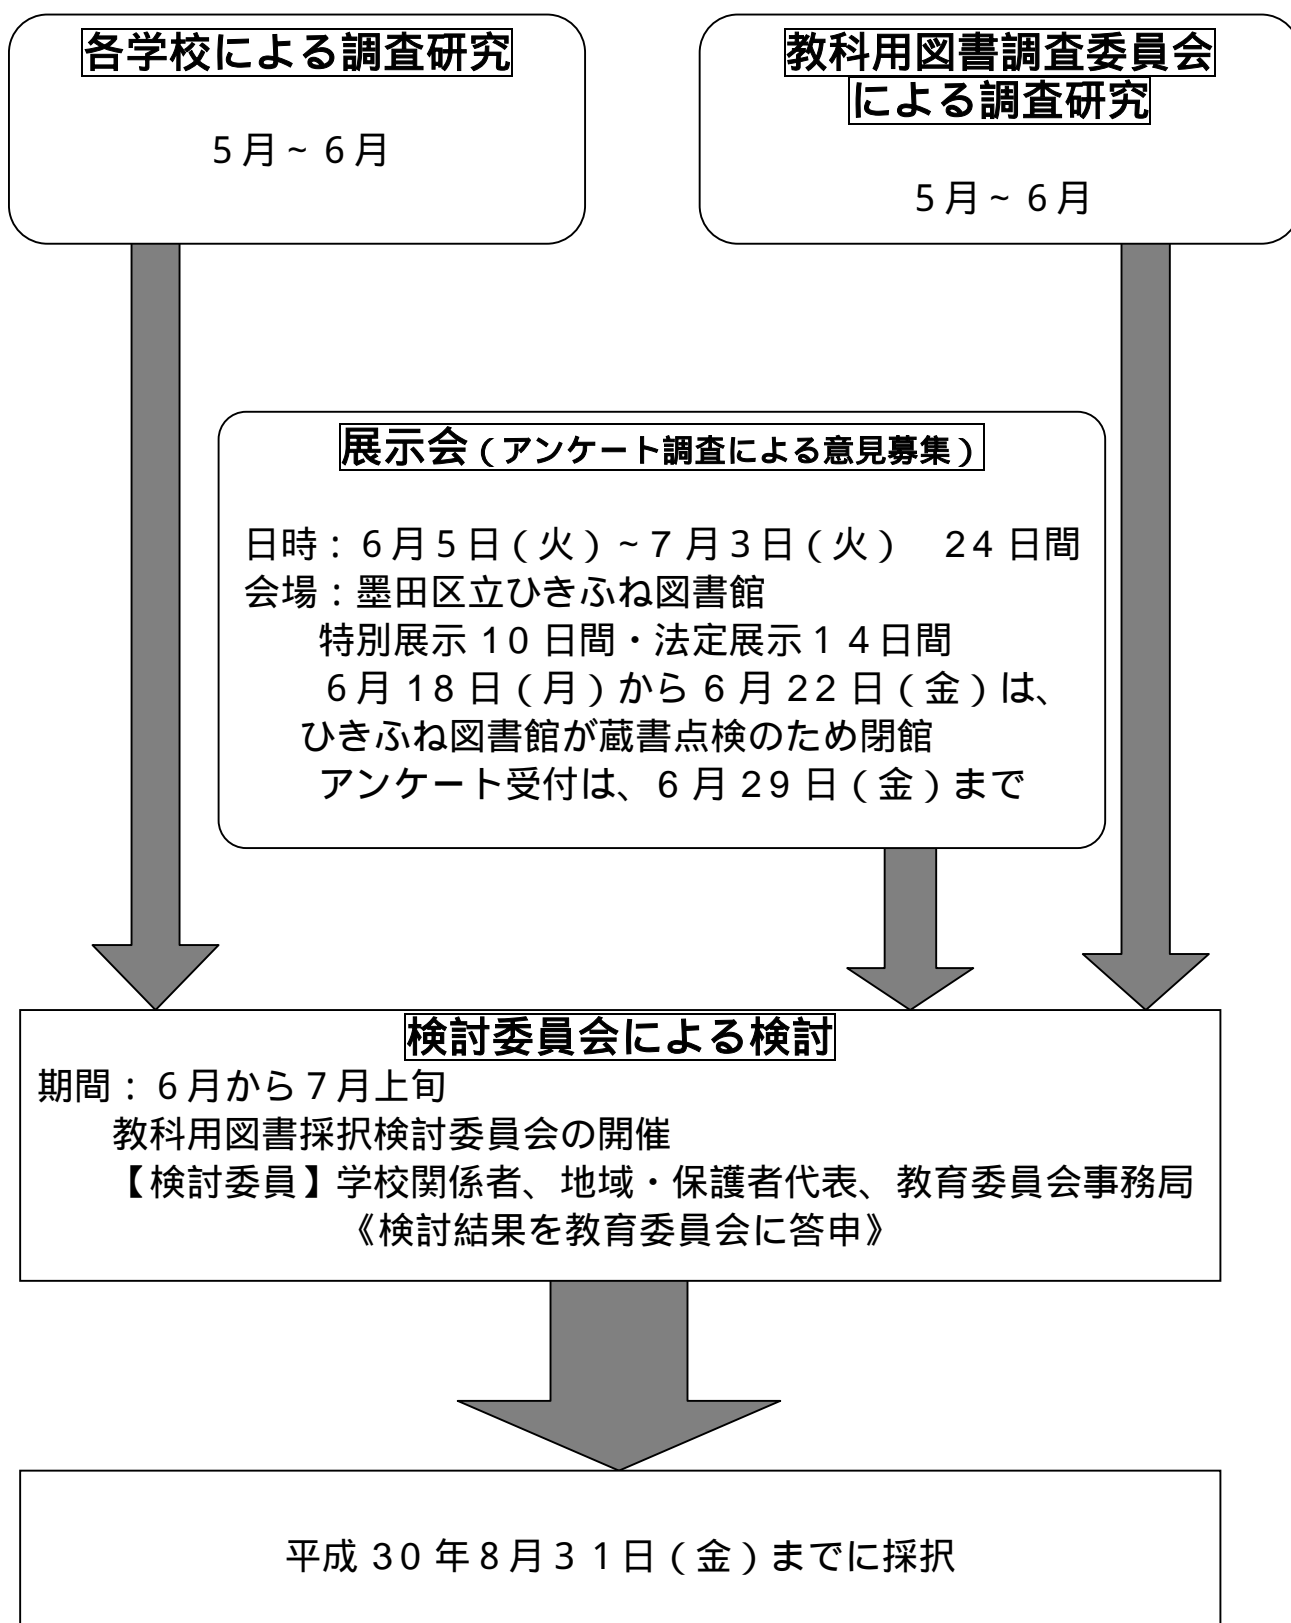 各学校による調査研究
5月~6月
教科用図書調査委員会
による調査研究
5月~6月
展示会(アンケート調査による意見募集)
日時:6月5日(火)~7月3日(火) 24日間
会場:墨田区立ひきふね図書館
特別展示10日間・法定展示14日間
6月18日(月)から6月22日(金)は、
ひきふね図書館が蔵書点検のため閉館
アンケート受付は、6月29日(金)まで
検討委員会による検討
期間:6月から7月上旬
教科用図書採択検討委員会の開催
【検討委員】学校関係者、地域・保護者代表、教育委員会事務局
《検討結果を教育委員会に答申》
平成30年8月31日(金)までに採択